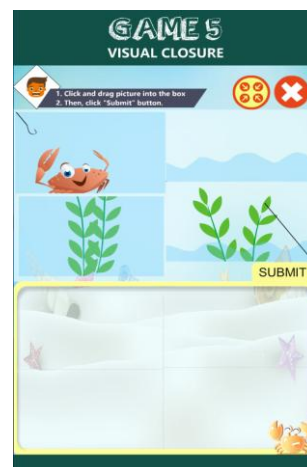 GAME 5
VISUAL CLOSURE
1. Click and drag picture into the box
2. Then, click "Submit" button.
SUBMIT